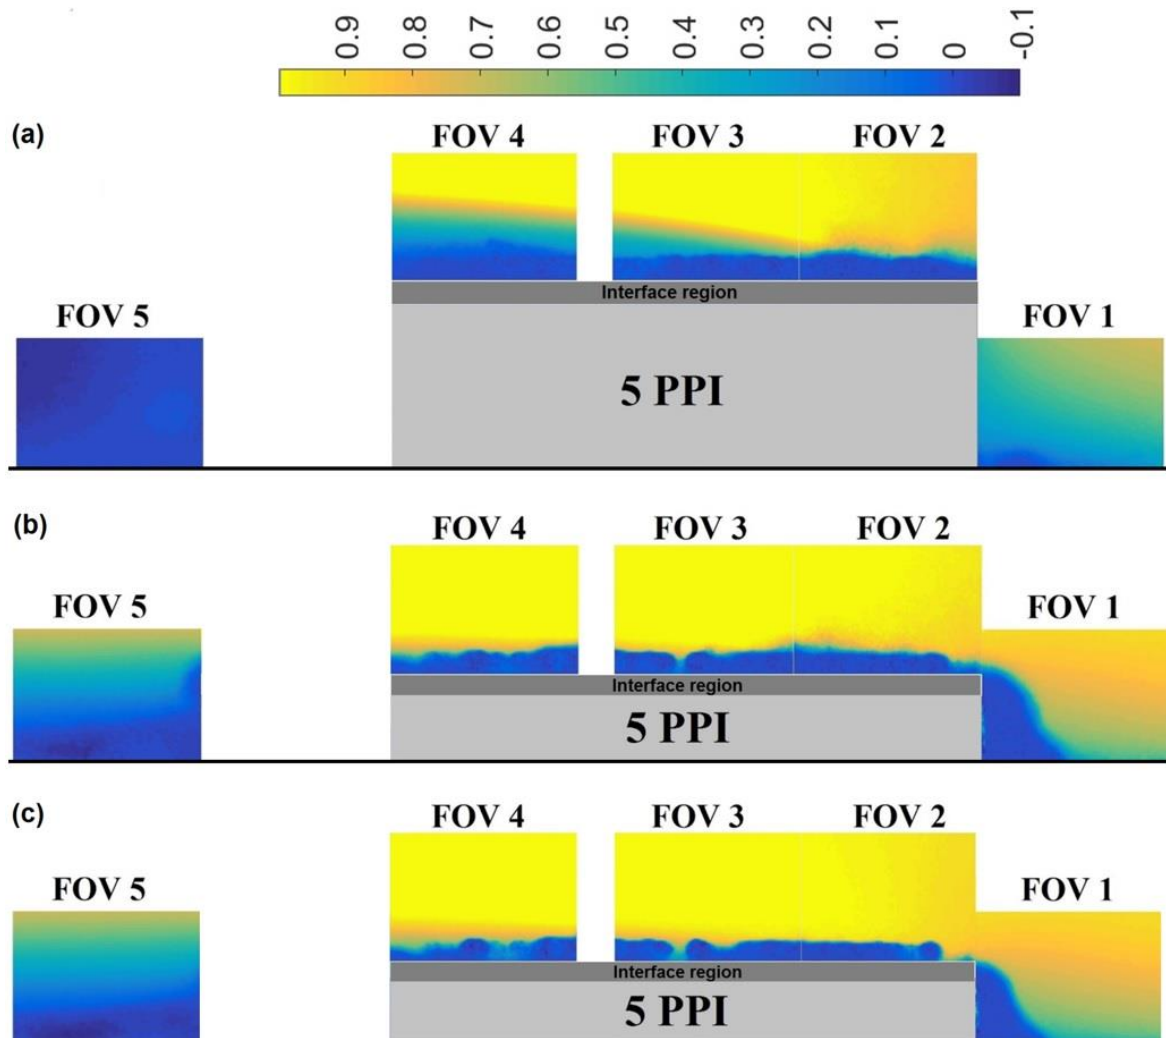 0.9 0.8 0.7 0.6 0.5 0.4 0.3 0.2 0.1 0 -0.1
(a)
FOV 4 FOV 3 FOV 2
Interface region
FOV 5 FOV 1
5 PPI
(b)
FOV 4 FOV 3 FOV 2
FOV 5 FOV 1
Interface region
5 PPI
(c)
FOV 4 FOV 3 FOV 2
FOV 5 FOV 1
Interface region
5 PPI